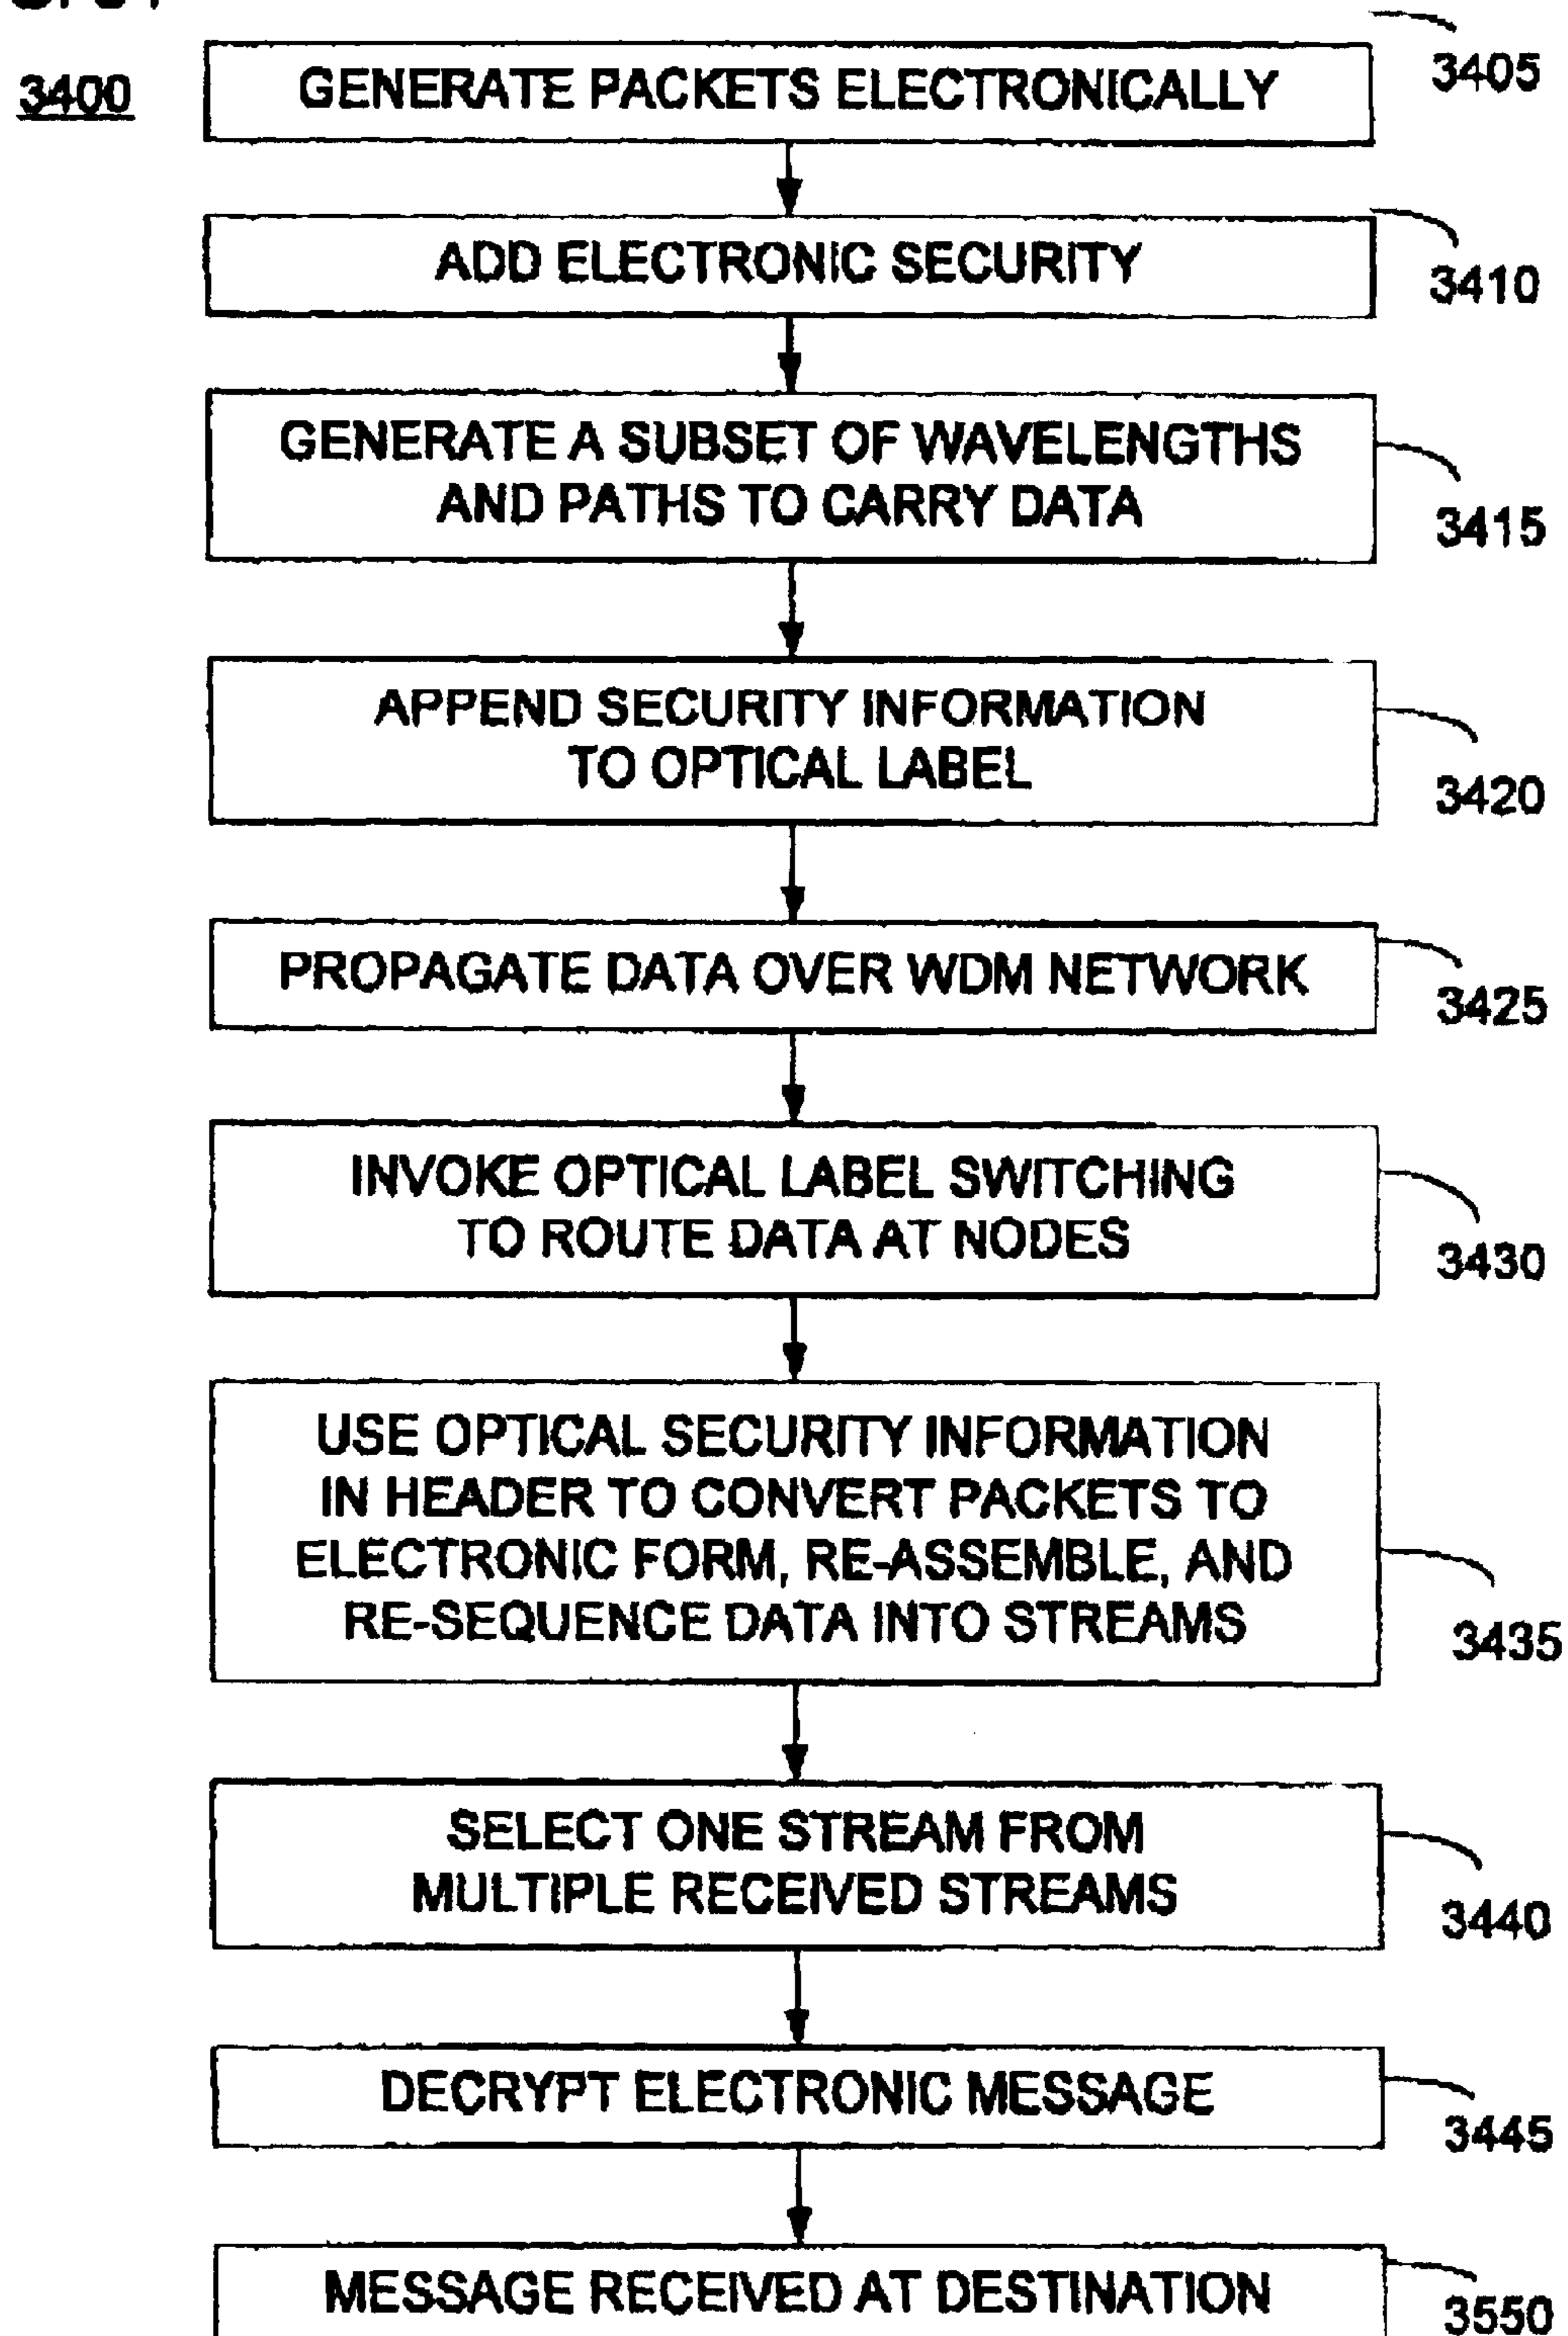 3400
GENERATE PACKETS ELECTRONICALLY
3405
ADD ELECTRONIC SECURITY
3410
GENERATE A SUBSET OF WAVELENGTHS
AND PATHS TO CARRY DATA
3415
APPEND SECURITY INFORMATION
TO OPTICAL LABEL
3420
PROPAGATE DATA OVER WDM NETWORK
3425
INVOKE OPTICAL LABEL SWITCHING
TO ROUTE DATA AT NODES
3430
USE OPTICAL SECURITY INFORMATION
IN HEADER TO CONVERT PACKETS TO
ELECTRONIC FORM, RE-ASSEMBLE, AND
RE-SEQUENCE DATA INTO STREAMS
3435
SELECT ONE STREAM FROM
MULTIPLE RECEIVED STREAMS
3440
DECRYPT ELECTRONIC MESSAGE
3445
MESSAGE RECEIVED AT DESTINATION
3550